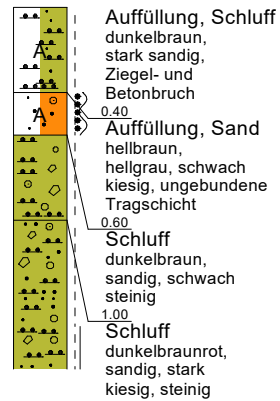 Auffüllung, Schluff
dunkelbraun,
stark sandig,
Ziegel- und
Betonbruch
A
0.40
Auffüllung, Sand
hellbraun,
hellgrau, schwach
kiesig, ungebundene
Tragschicht
A
0.60
Schluff
dunkelbraun,
sandig, schwach
steinig
1.00
Schluff
dunkelbraunrot,
sandig, stark
kiesig, steinig